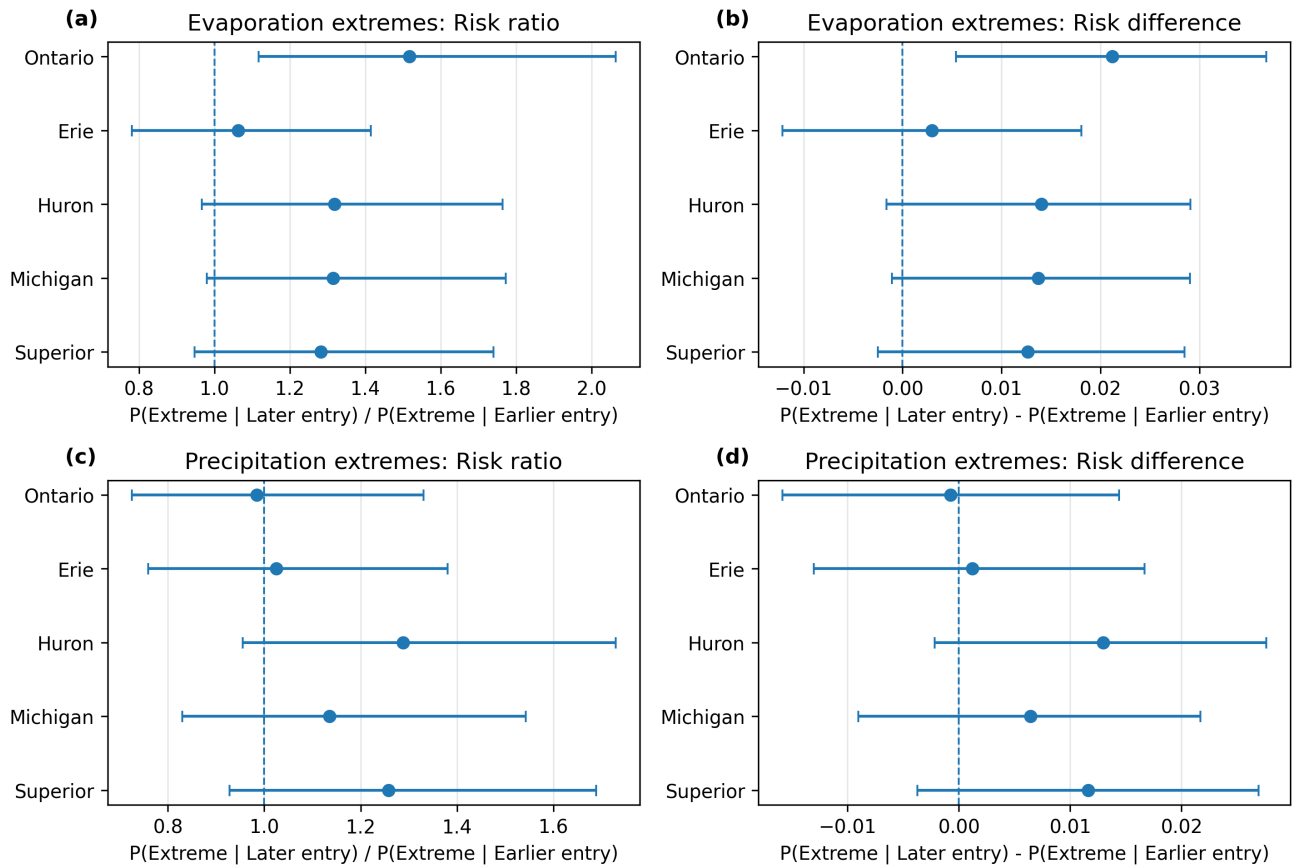 (a)
Evaporation extremes: Risk ratio
Ontario
Erie
Huron
Michigan
Superior
0.8 1.0 1.2 1.4 1.6 1.8 2.0
P(Extreme | Later entry) / P(Extreme | Earlier entry)
(b)
Evaporation extremes: Risk difference
Ontario
Erie
Huron
Michigan
Superior
−0.01 0.00 0.01 0.02 0.03
P(Extreme | Later entry) - P(Extreme | Earlier entry)
(c)
Precipitation extremes: Risk ratio
Ontario
Erie
Huron
Michigan
Superior
0.8 1.0 1.2 1.4 1.6
P(Extreme | Later entry) / P(Extreme | Earlier entry)
(d)
Precipitation extremes: Risk difference
Ontario
Erie
Huron
Michigan
Superior
−0.01 0.00 0.01 0.02
P(Extreme | Later entry) - P(Extreme | Earlier entry)